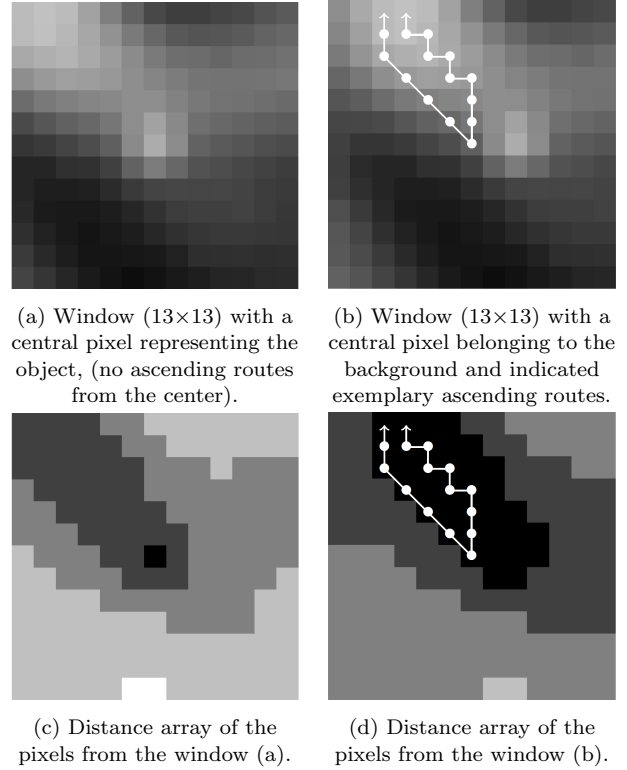 (a) Window (13×13) with a
central pixel representing the
object, (no ascending routes
from the center).
(b) Window (13×13) with a
central pixel belonging to the
background and indicated
exemplary ascending routes.
(c) Distance array of the
pixels from the window (a).
(d) Distance array of the
pixels from the window (b).